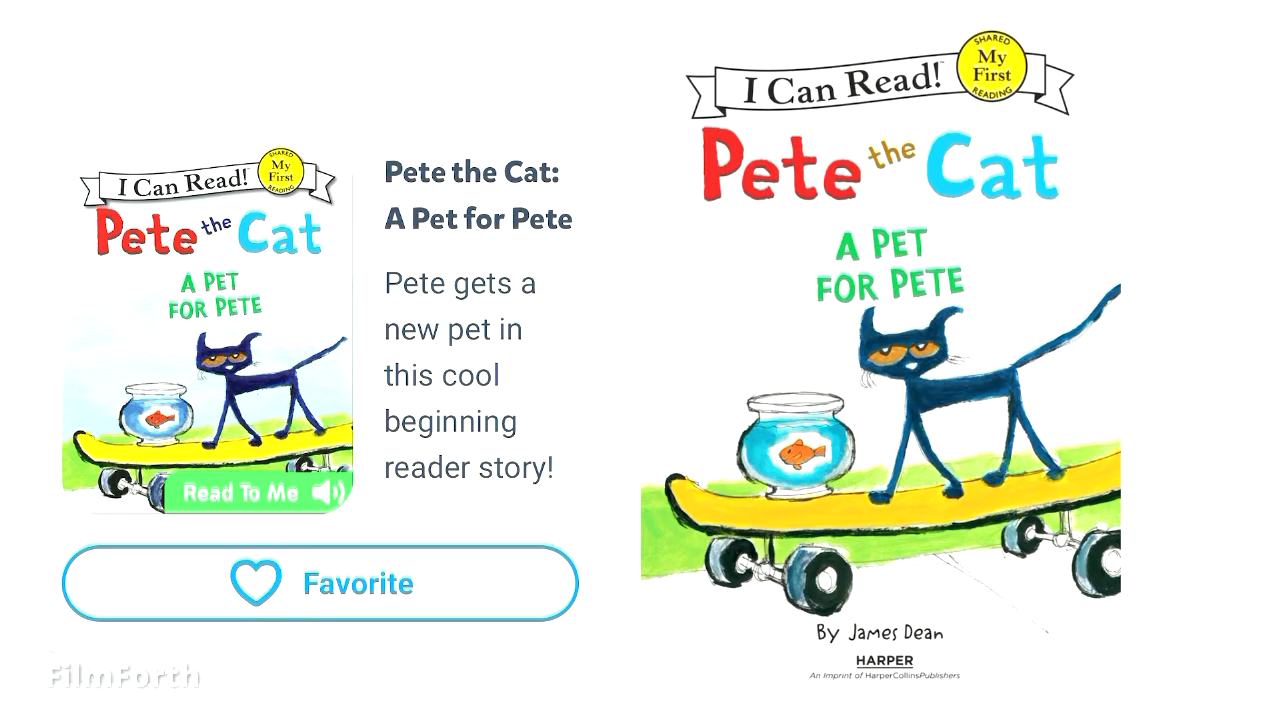 I Can Read!
SHARED
My
First
READING
Pete the Cat
A PET
FOR PETE
Read To Me
Pete the Cat:
A Pet for Pete
Pete gets a
new pet in
this cool
beginning
reader story!
Favorite
FilmForth
I Can Read!™
SHARED
My
First
READING
Pete the Cat
A PET
FOR PETE
By James Dean
HARPER
An Imprint of HarperCollinsPublishers